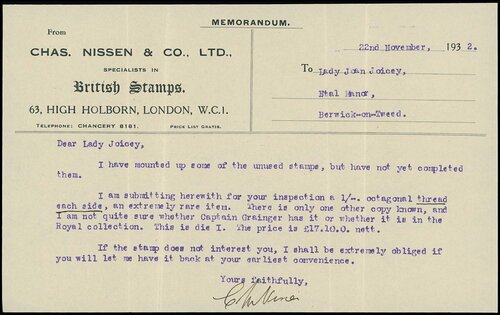 MEMORANDUM.
From
CHAS. NISSEN & CO., LTD.,
SPECIALISTS IN
British Stamps.
63, HIGH HOLBORN, LONDON, W.C.1.
TELEPHONE: CHANCERY 8181. PRICE LIST GRATIS.
22nd November, 1932.
To Lady Joan Joicey,
Etal Manor,
Berwick-on-Tweed.
Dear Lady Joicey,
I have mounted up some of the unused stamps, but have not yet completed
them.
I am submitting herewith for your inspection a 1/-. octagonal thread
each side, an extremely rare item. There is only one other copy known, and
I am not quite sure whether Captain Grainger has it or whether it is in the
Royal collection. This is die I. The price is £17.10.0. nett.
If the stamp does not interest you, I shall be extremely obliged if
you will let me have it back at your earliest convenience.
Yours faithfully,